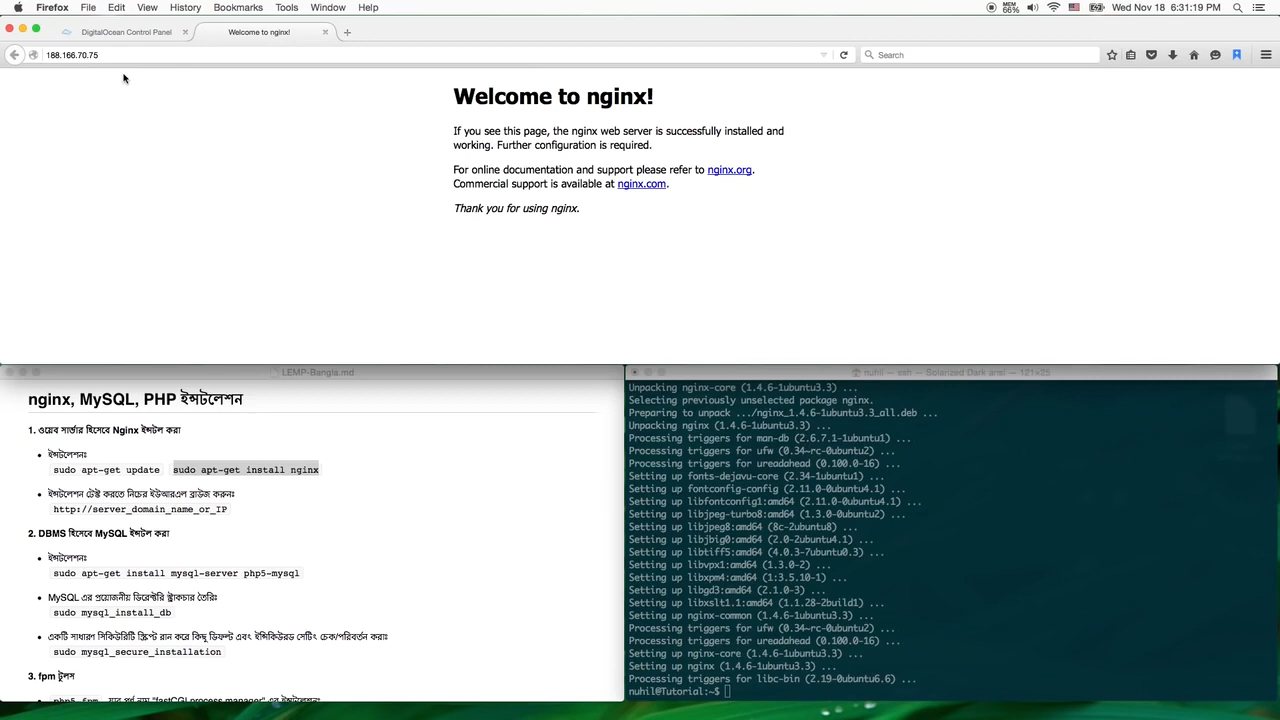 Firefox File Edit View History Bookmarks Tools Window Help
MEM 66% Wed Nov 18 6:31:19 PM
DigitalOcean Control Panel
Welcome to nginx!
188.166.70.75
Search
Welcome to nginx!
If you see this page, the nginx web server is successfully installed and
working. Further configuration is required.
For online documentation and support please refer to nginx.org.
Commercial support is available at nginx.com.
Thank you for using nginx.
LEMP-Bangla.md
nginx, MySQL, PHP ইন্সটলেশন
1. ওয়েব সার্ভার হিসেবে Nginx ইন্সটল করা
• ইন্সটলেশনঃ
sudo apt-get update sudo apt-get install nginx
• ইন্সটলেশন টেস্ট করতে নিচের ইউআরএল ব্রাউজ করুনঃ
http://server_domain_name_or_IP
2. DBMS হিসেবে MySQL ইন্সটল করা
• ইন্সটলেশনঃ
sudo apt-get install mysql-server php5-mysql
• MySQL এর প্রয়োজনীয় ডিরেক্টরি স্ট্রাকচার তৈরিঃ
sudo mysql_install_db
• একটি সাধারণ সিকিউরিটি স্ক্রিপ্ট রান করে কিছু ডিফল্ট এবং ইন্সিকিউরড সেটিং চেক/পরিবর্তন করাঃ
sudo mysql_secure_installation
3. fpm টুলস
nuhil — ssh — Solarized Dark ansi — 121×25
Unpacking nginx-core (1.4.6-1ubuntu3.3) ...
Selecting previously unselected package nginx.
Preparing to unpack .../nginx_1.4.6-1ubuntu3.3_all.deb ...
Unpacking nginx (1.4.6-1ubuntu3.3) ...
Processing triggers for man-db (2.6.7.1-1ubuntu1) ...
Processing triggers for ufw (0.34~rc-0ubuntu2) ...
Processing triggers for ureadahead (0.100.0-16) ...
Setting up fonts-dejavu-core (2.34-1ubuntu1) ...
Setting up fontconfig-config (2.11.0-0ubuntu4.1) ...
Setting up libfontconfig1:amd64 (2.11.0-0ubuntu4.1) ...
Setting up libjpeg-turbo8:amd64 (1.3.0-0ubuntu2) ...
Setting up libjpeg8:amd64 (8c-2ubuntu8) ...
Setting up libjbig0:amd64 (2.0-2ubuntu4.1) ...
Setting up libtiff5:amd64 (4.0.3-7ubuntu0.3) ...
Setting up libvpx1:amd64 (1.3.0-2) ...
Setting up libxpm4:amd64 (1:3.5.10-1) ...
Setting up libgd3:amd64 (2.1.0-3) ...
Setting up libxslt1.1:amd64 (1.1.28-2build1) ...
Setting up nginx-common (1.4.6-1ubuntu3.3) ...
Processing triggers for ufw (0.34~rc-0ubuntu2) ...
Processing triggers for ureadahead (0.100.0-16) ...
Setting up nginx-core (1.4.6-1ubuntu3.3) ...
Setting up nginx (1.4.6-1ubuntu3.3) ...
Processing triggers for libc-bin (2.19-0ubuntu6.6) ...
nuhil@Tutorial:~$